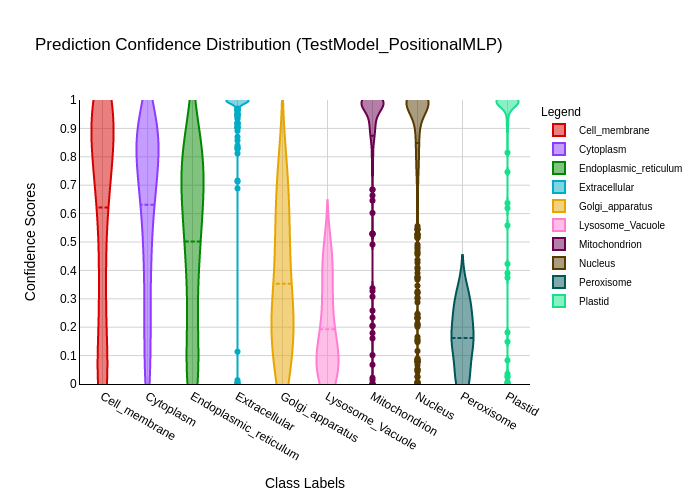 Prediction Confidence Distribution (TestModel_PositionalMLP)
Legend
Cell_membrane
Cytoplasm
Endoplasmic_reticulum
Extracellular
Golgi_apparatus
Lysosome_Vacuole
Mitochondrion
Nucleus
Peroxisome
Plastid
Confidence Scores
1
0.9
0.8
0.7
0.6
0.5
0.4
0.3
0.2
0.1
0
Cell_membrane
Cytoplasm
Endoplasmic_reticulum
Extracellular
Golgi_apparatus
Lysosome_Vacuole
Mitochondrion
Nucleus
Peroxisome
Plastid
Class Labels